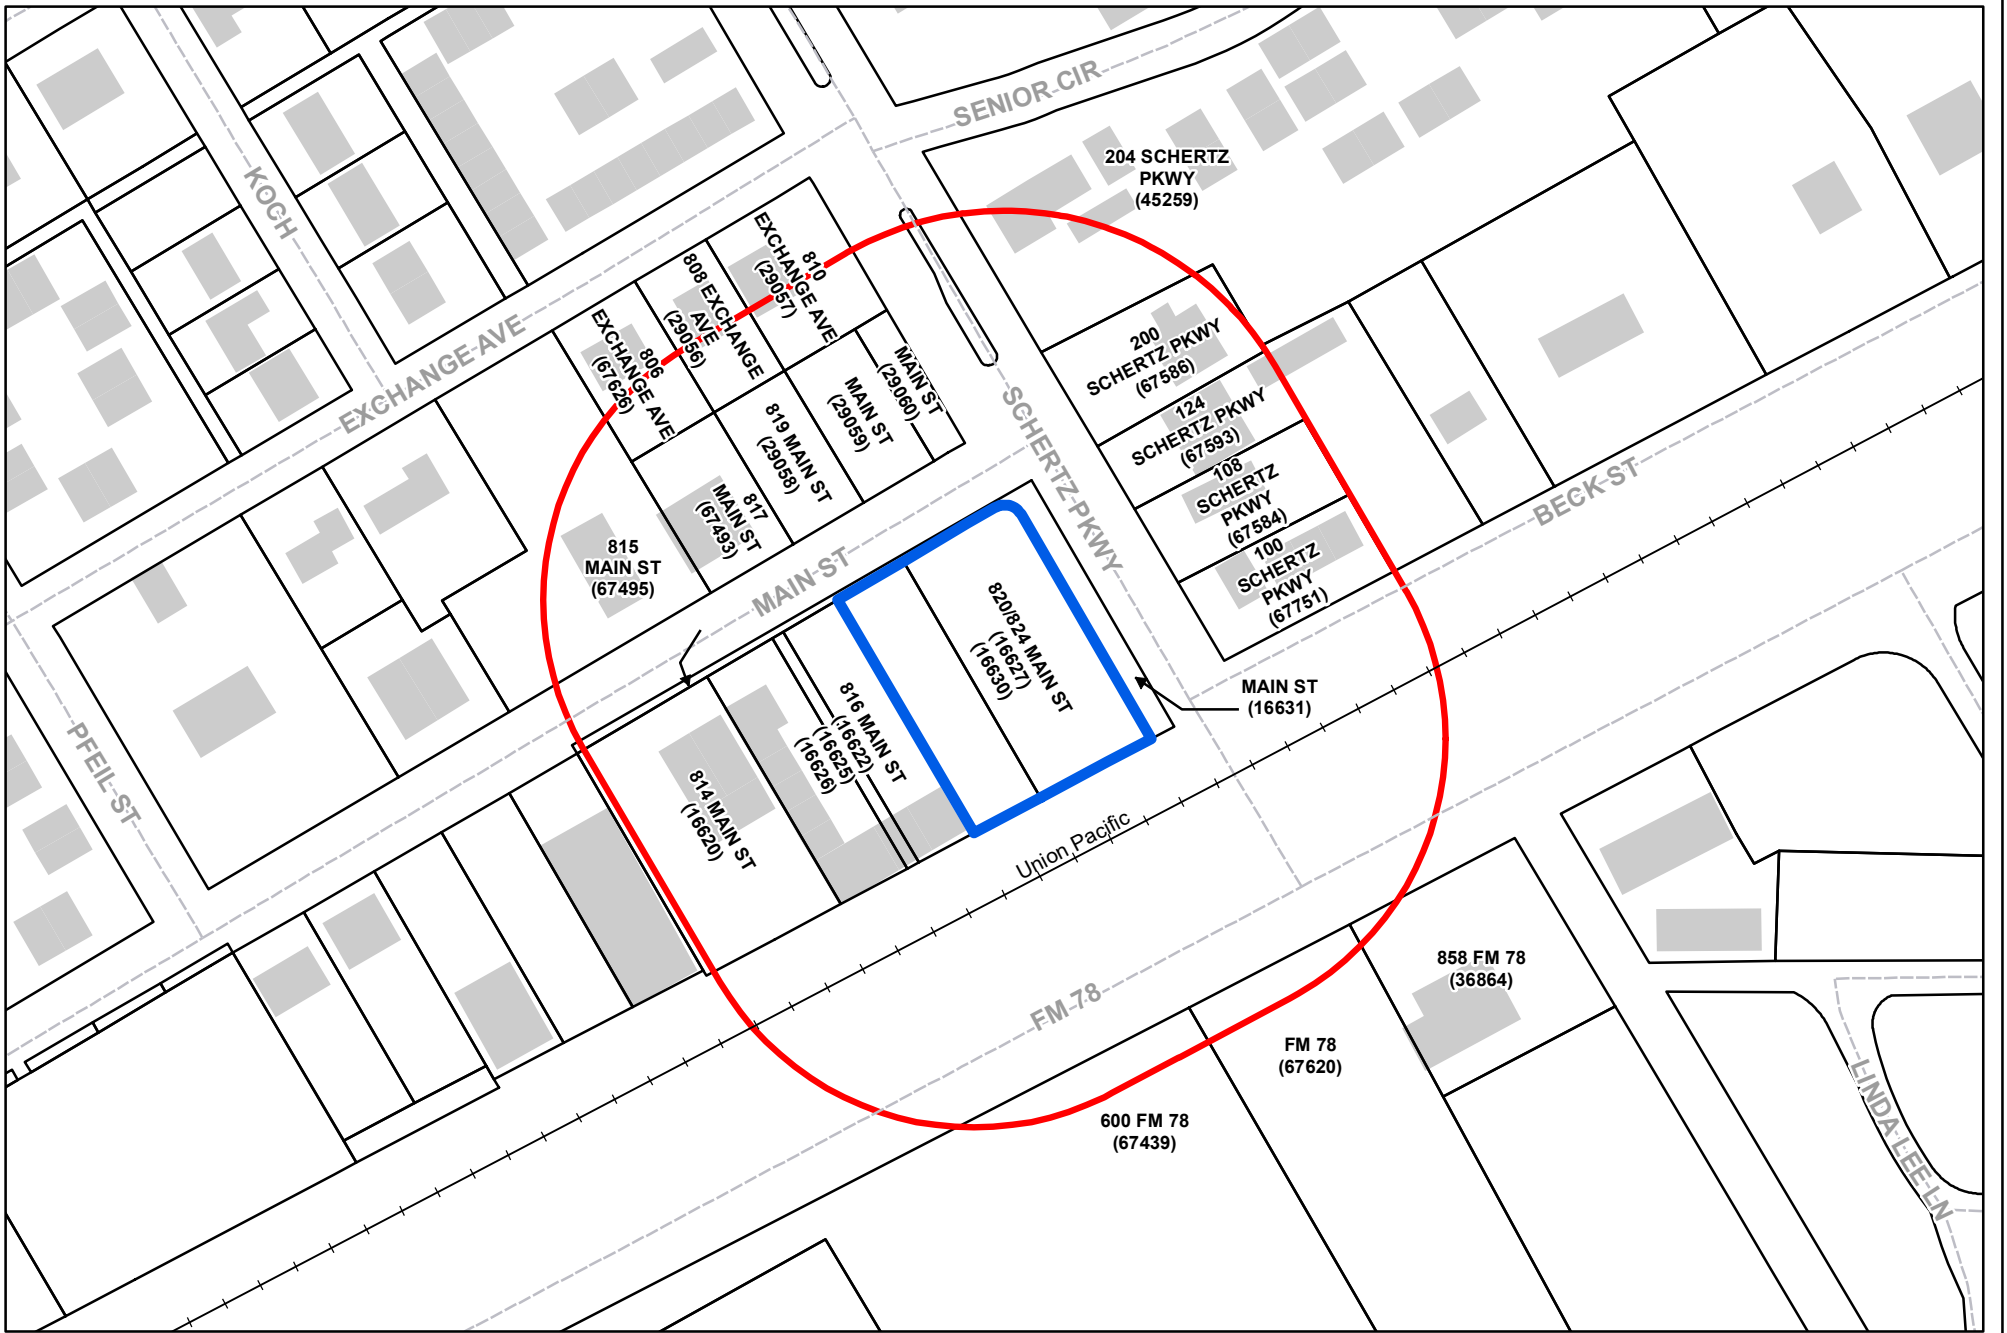 SENIOR CIR
204 SCHERTZ
PKWY
(45259)
KOCH
EXCHANGE AVE
810
EXCHANGE AVE
(29057)
808 EXCHANGE
AVE
(29056)
806
EXCHANGE AVE
(67626)
MAIN ST
(29060)
MAIN ST
(29059)
819 MAIN ST
(29058)
817
MAIN ST
(67493)
815
MAIN ST
(67495)
200
SCHERTZ PKWY
(67586)
124
SCHERTZ PKWY
(67593)
108
SCHERTZ
PKWY
(67584)
100
SCHERTZ
PKWY
(67751)
SCHERTZ PKWY
BECK ST
MAIN ST
820/824 MAIN ST
(16627)
(16630)
MAIN ST
(16631)
816 MAIN ST
(16622)
(16625)
(16626)
814 MAIN ST
(16620)
PFEIL ST
Union Pacific
FM 78
858 FM 78
(36864)
FM 78
(67620)
600 FM 78
(67439)
LINDA LEE LN